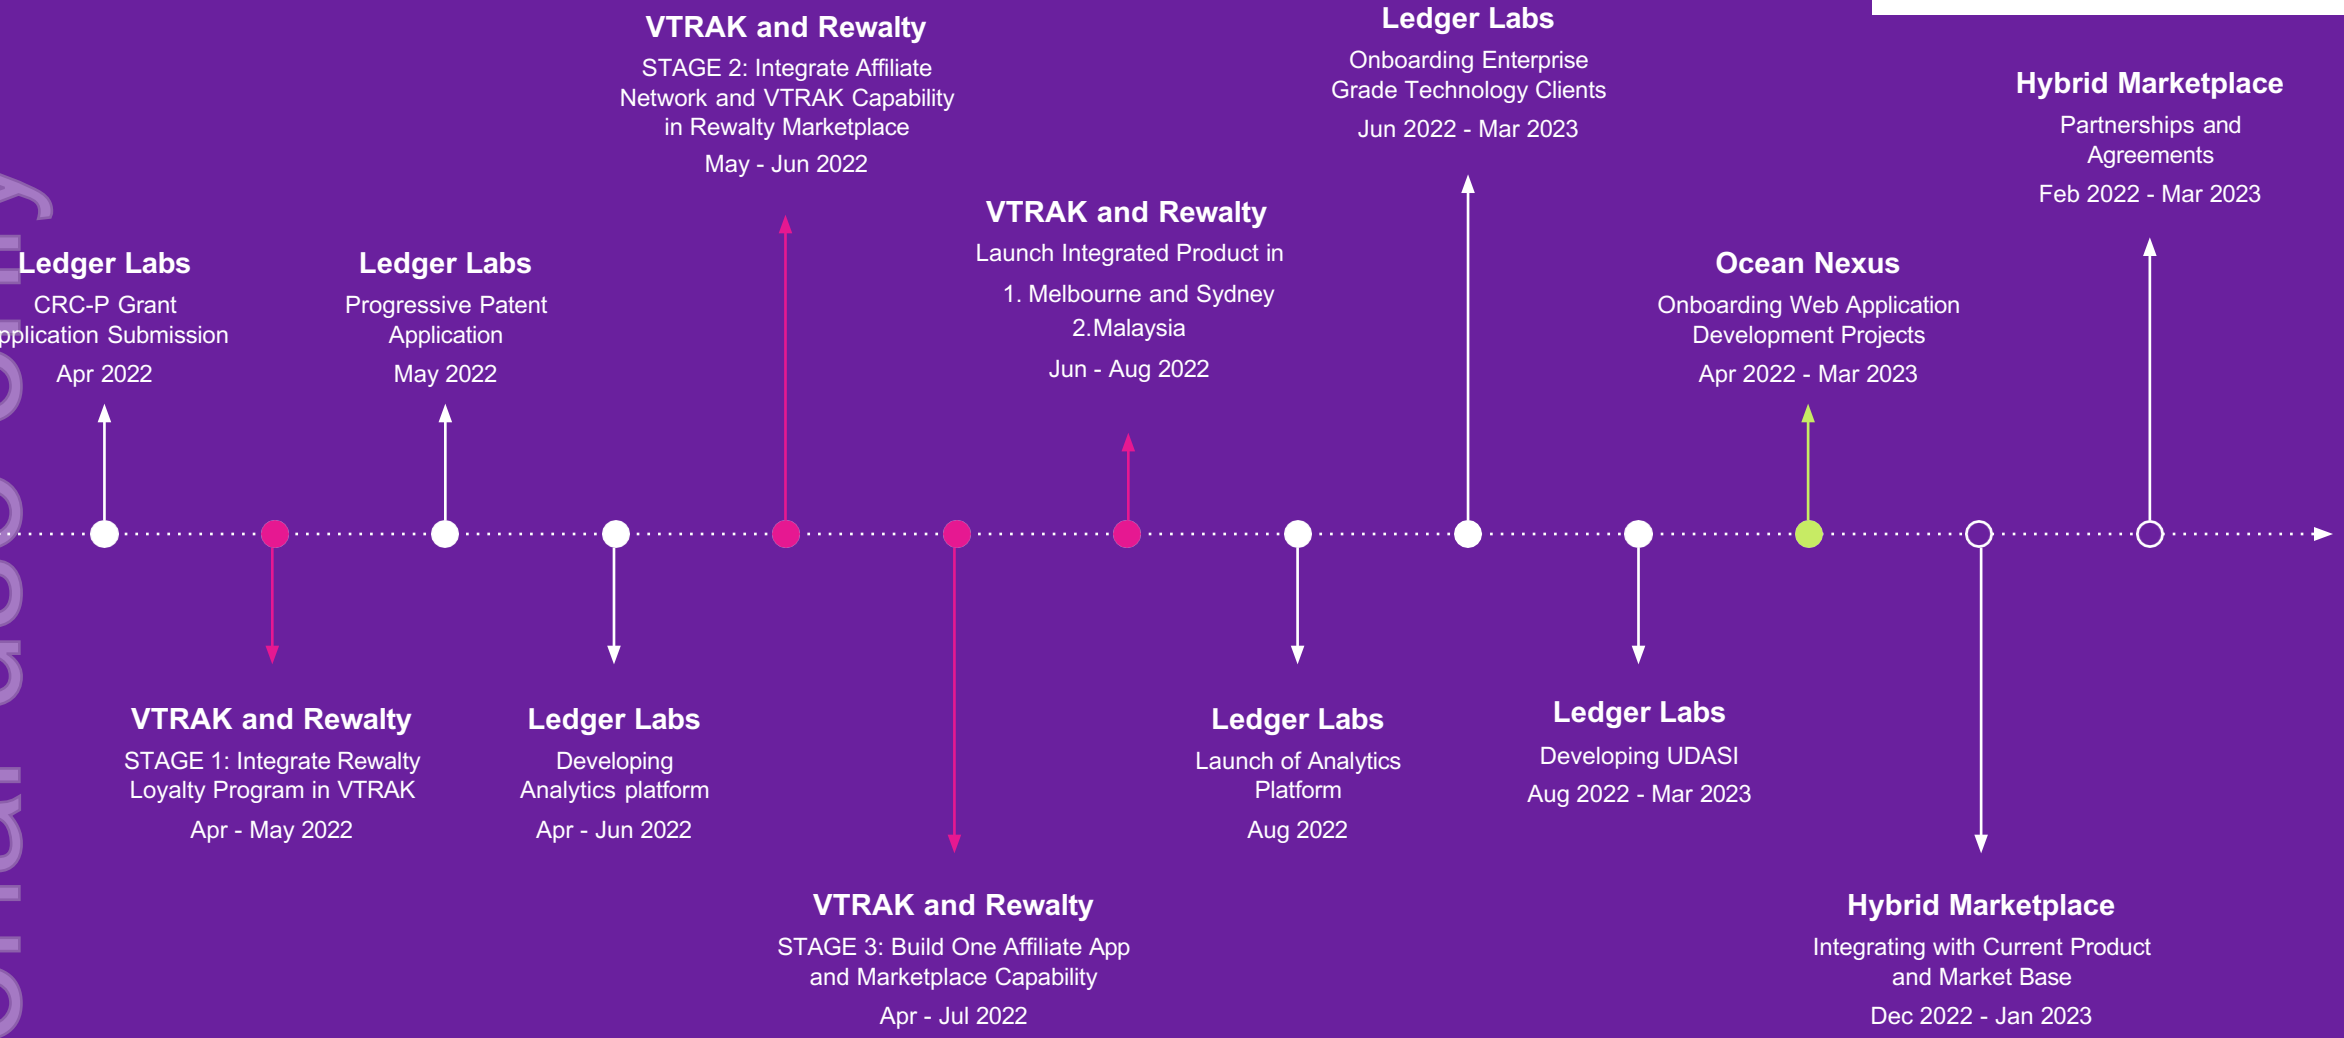 Ledger Labs
CRC-P Grant
pplication Submission
Apr 2022
VTRAK and Rewalty
STAGE 1: Integrate Rewalty
Loyalty Program in VTRAK
Apr - May 2022
Ledger Labs
Progressive Patent
Application
May 2022
Ledger Labs
Developing
Analytics platform
Apr - Jun 2022
VTRAK and Rewalty
STAGE 2: Integrate Affiliate
Network and VTRAK Capability
in Rewalty Marketplace
May - Jun 2022
VTRAK and Rewalty
STAGE 3: Build One Affiliate App
and Marketplace Capability
Apr - Jul 2022
VTRAK and Rewalty
Launch Integrated Product in
1. Melbourne and Sydney
2.Malaysia
Jun - Aug 2022
Ledger Labs
Launch of Analytics
Platform
Aug 2022
Ledger Labs
Onboarding Enterprise
Grade Technology Clients
Jun 2022 - Mar 2023
Ledger Labs
Developing UDASI
Aug 2022 - Mar 2023
Ocean Nexus
Onboarding Web Application
Development Projects
Apr 2022 - Mar 2023
Hybrid Marketplace
Integrating with Current Product
and Market Base
Dec 2022 - Jan 2023
Hybrid Marketplace
Partnerships and
Agreements
Feb 2022 - Mar 2023